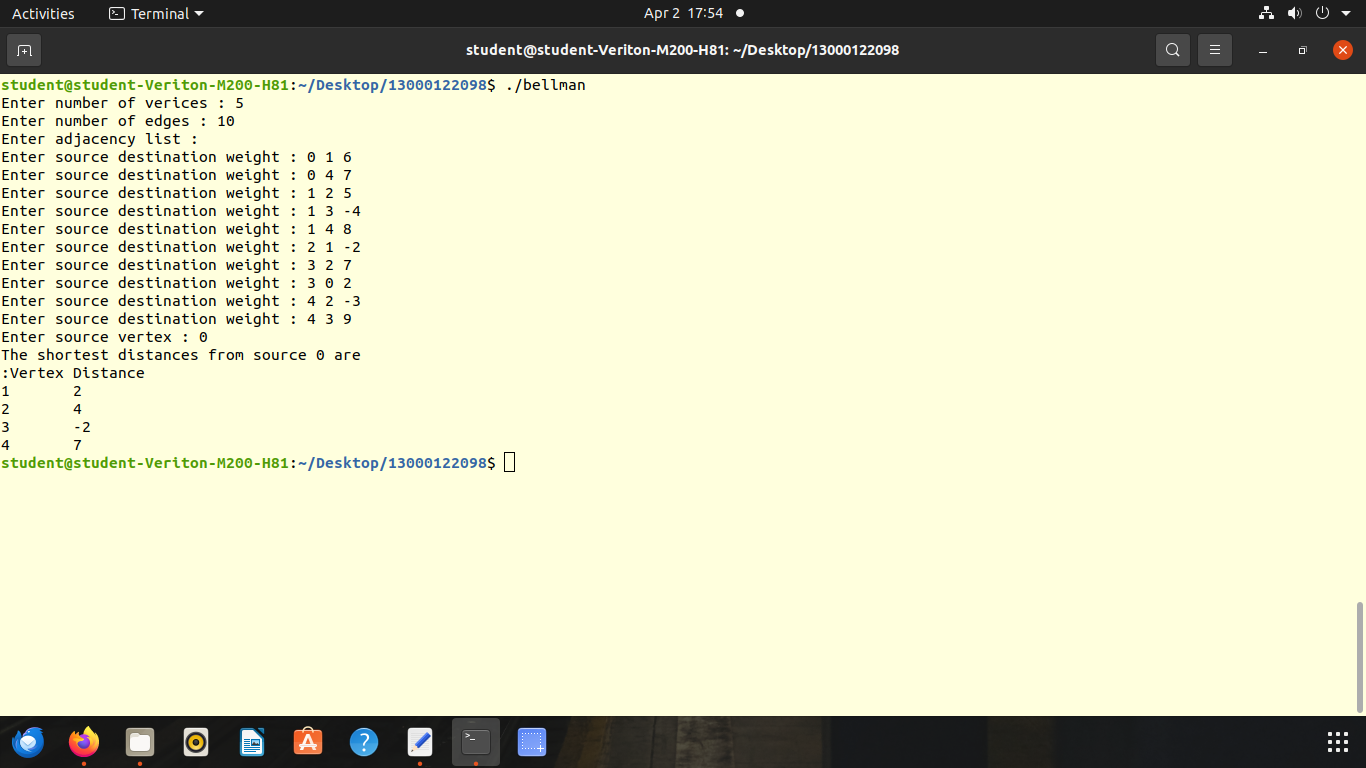 Activities
Terminal
Apr 2 17:54
student@student-Veriton-M200-H81: ~/Desktop/13000122098
student@student-Veriton-M200-H81:~/Desktop/13000122098$ ./bellman
Enter number of verices : 5
Enter number of edges : 10
Enter adjacency list :
Enter source destination weight : 0 1 6
Enter source destination weight : 0 4 7
Enter source destination weight : 1 2 5
Enter source destination weight : 1 3 -4
Enter source destination weight : 1 4 8
Enter source destination weight : 2 1 -2
Enter source destination weight : 3 2 7
Enter source destination weight : 3 0 2
Enter source destination weight : 4 2 -3
Enter source destination weight : 4 3 9
Enter source vertex : 0
The shortest distances from source 0 are
:Vertex Distance
1 2
2 4
3 -2
4 7
student@student-Veriton-M200-H81:~/Desktop/13000122098$